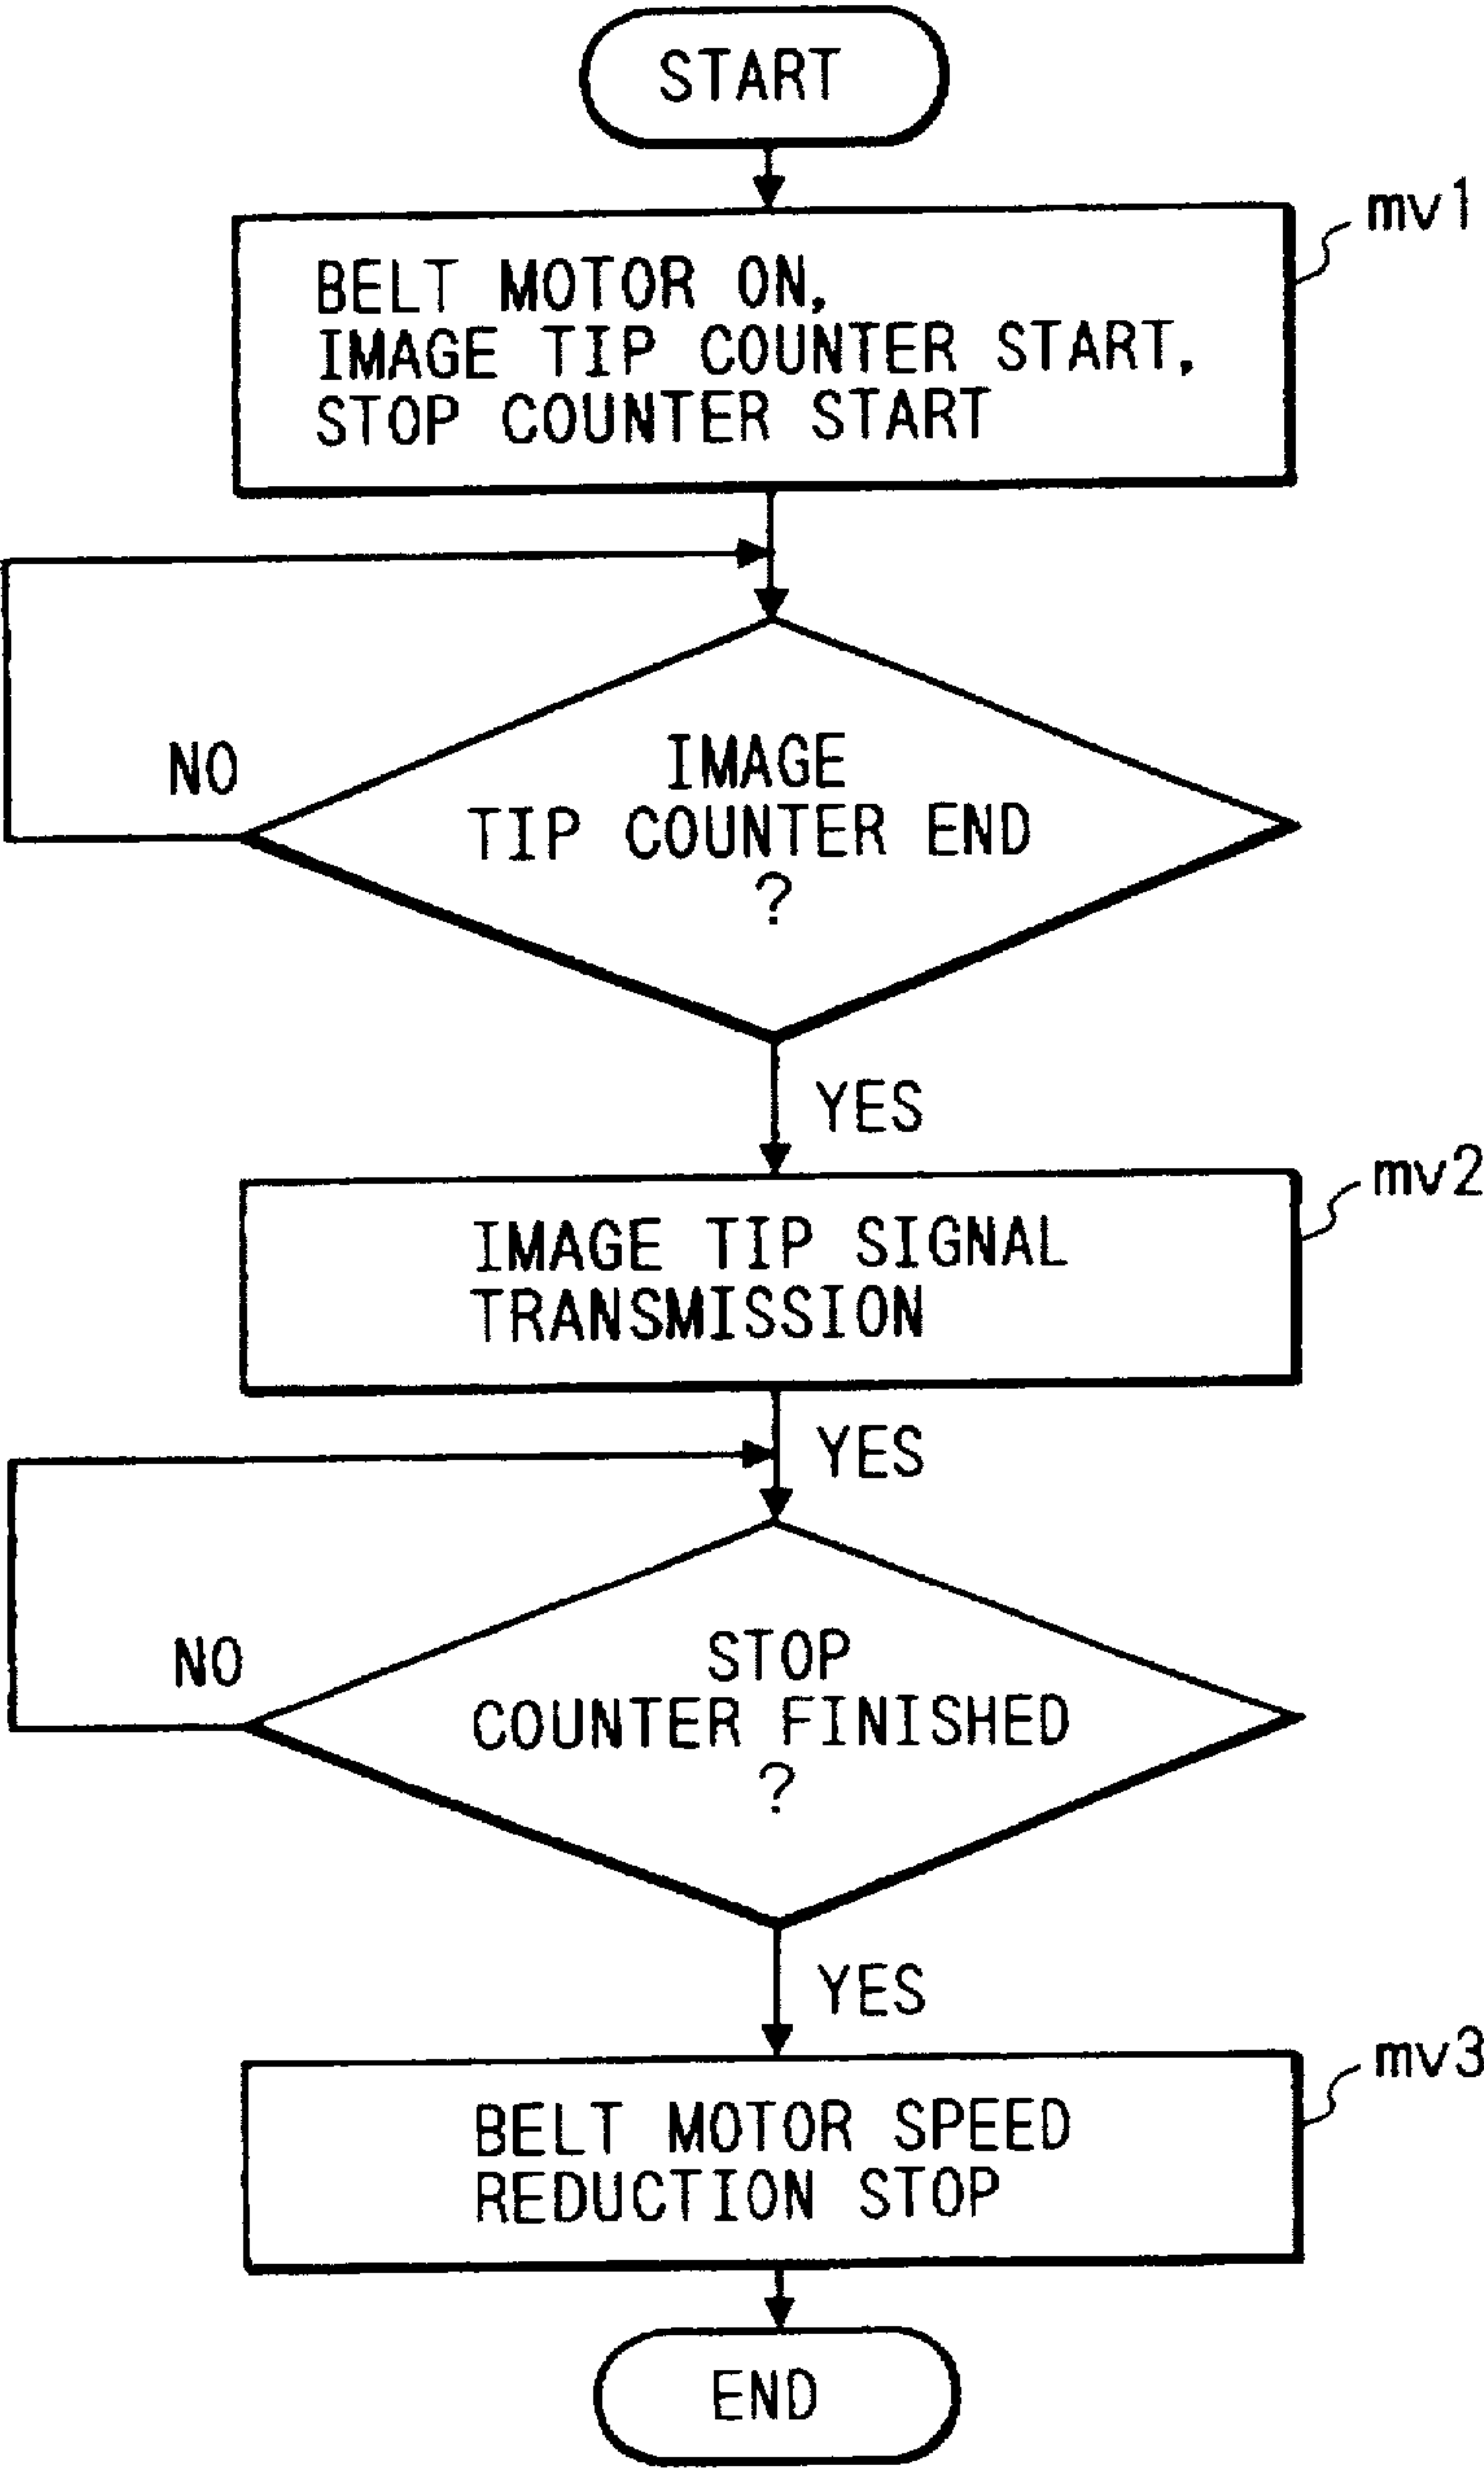 START
mv1
BELT MOTOR ON,
IMAGE TIP COUNTER START,
STOP COUNTER START
NO
IMAGE
TIP COUNTER END
?
YES
mv2
IMAGE TIP SIGNAL
TRANSMISSION
YES
NO
STOP
COUNTER FINISHED
?
YES
mv3
BELT MOTOR SPEED
REDUCTION STOP
END